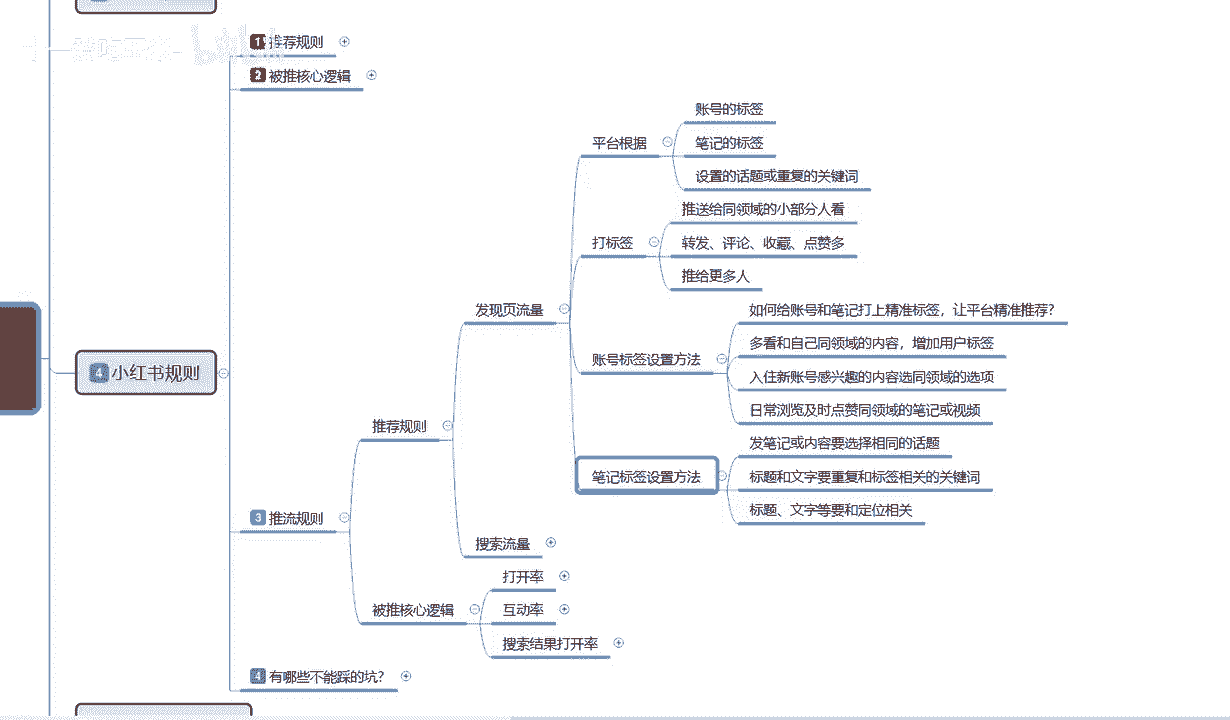 1 推荐规则
2 被推核心逻辑
账号的标签
平台根据
笔记的标签
设置的话题或重复的关键词
推送给同领域的小部分人看
打标签
转发、评论、收藏、点赞多
推给更多人
发现页流量
如何给账号和笔记打上精准标签，让平台精准推荐？
多看和自己同领域的内容，增加用户标签
账号标签设置方法
入住新账号感兴趣的内容选同领域的选项
4 小红书规则
日常浏览及时点赞同领域的笔记或视频
推荐规则
发笔记或内容要选择相同的话题
笔记标签设置方法
标题和文字要重复和标签相关的关键词
标题、文字等要和定位相关
3 推流规则
搜索流量
打开率
被推核心逻辑
互动率
搜索结果打开率
4 有哪些不能踩的坑？